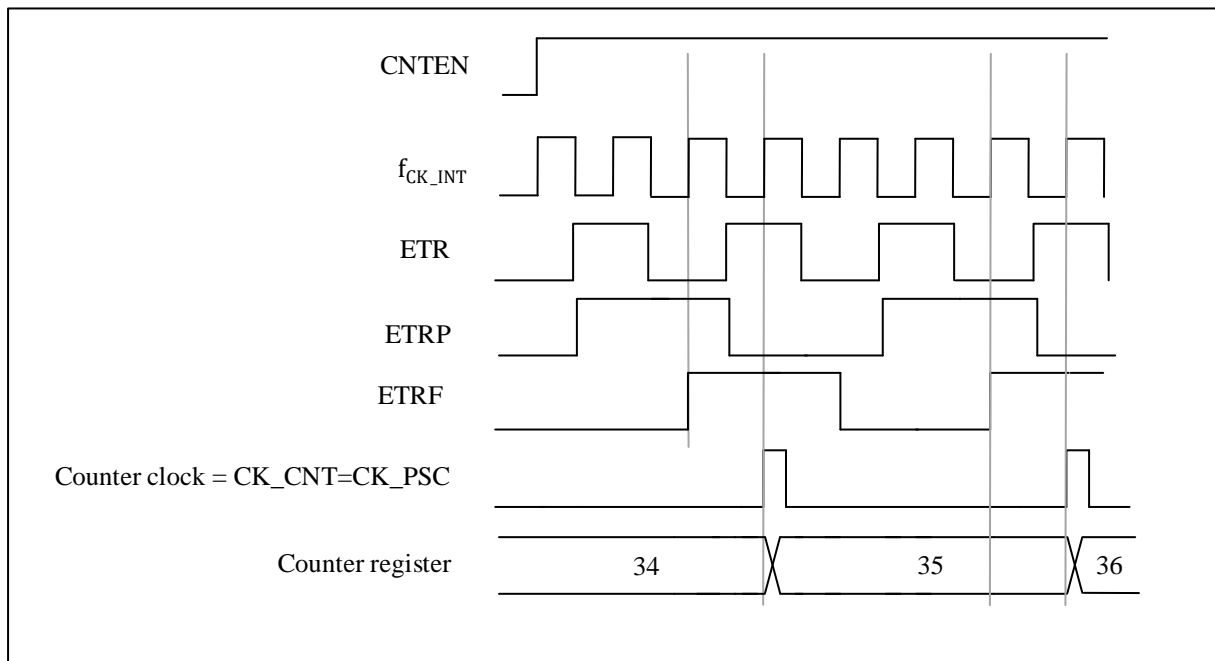 CNTEN
fCK_INT
ETR
ETRP
ETRF
Counter clock = CK_CNT=CK_PSC
Counter register 34 35 36